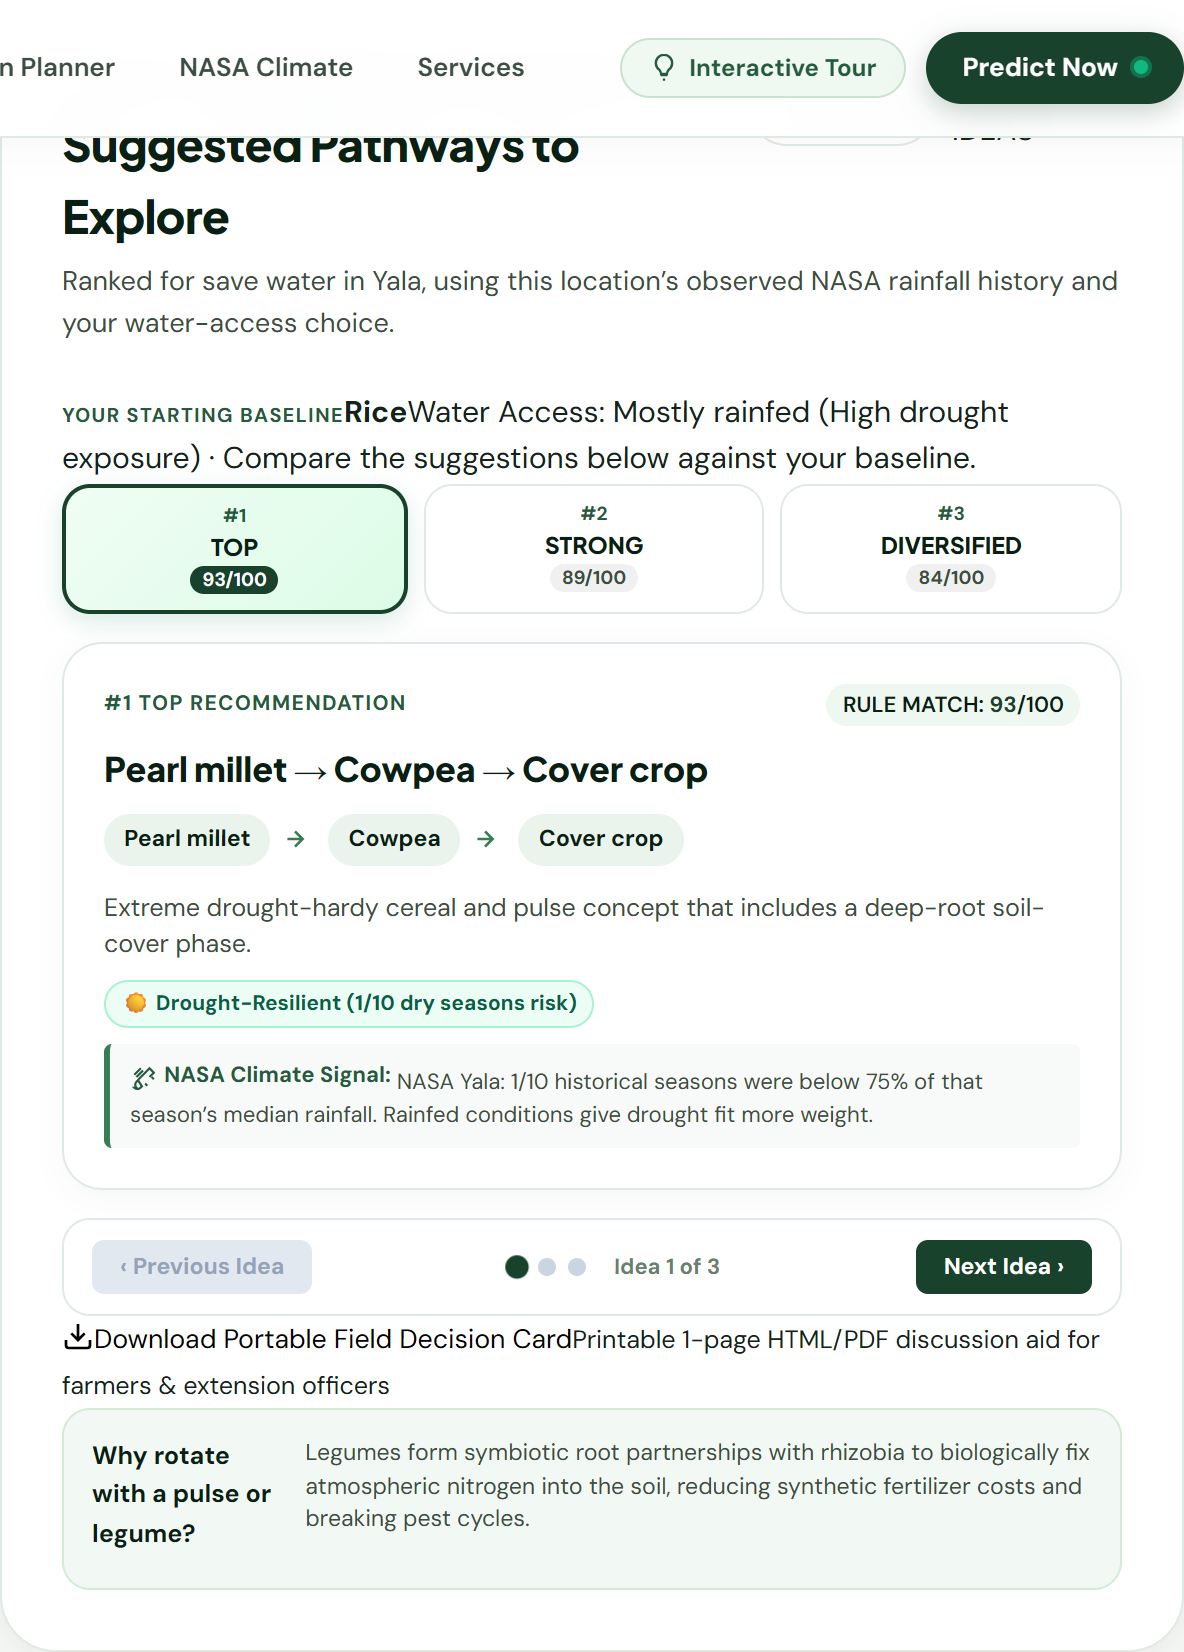 n Planner
NASA Climate
Services
Interactive Tour
Predict Now
Suggested Pathways to
IDEAS
Explore
Ranked for save water in Yala, using this location’s observed NASA rainfall history and
your water-access choice.
YOUR STARTING BASELINERiceWater Access: Mostly rainfed (High drought
exposure) · Compare the suggestions below against your baseline.
#1
TOP
93/100
#2
STRONG
89/100
#3
DIVERSIFIED
84/100
#1 TOP RECOMMENDATION
RULE MATCH: 93/100
Pearl millet → Cowpea → Cover crop
Pearl millet → Cowpea → Cover crop
Extreme drought-hardy cereal and pulse concept that includes a deep-root soil-
cover phase.
Drought-Resilient (1/10 dry seasons risk)
NASA Climate Signal: NASA Yala: 1/10 historical seasons were below 75% of that
season’s median rainfall. Rainfed conditions give drought fit more weight.
‹ Previous Idea
Idea 1 of 3
Next Idea ›
Download Portable Field Decision CardPrintable 1-page HTML/PDF discussion aid for
farmers & extension officers
Why rotate
with a pulse or
legume?
Legumes form symbiotic root partnerships with rhizobia to biologically fix
atmospheric nitrogen into the soil, reducing synthetic fertilizer costs and
breaking pest cycles.